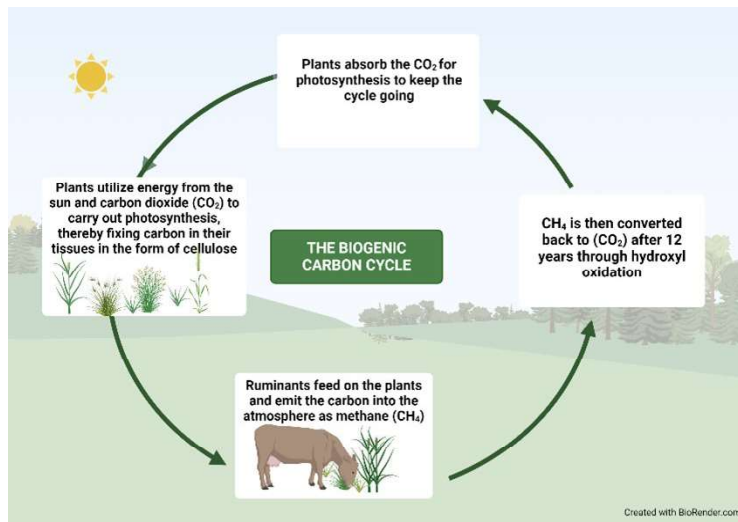 Plants absorb the CO₂ for
photosynthesis to keep the
cycle going
Plants utilize energy from the
sun and carbon dioxide (CO₂) to
carry out photosynthesis,
thereby fixing carbon in their
tissues in the form of cellulose
THE BIOGENIC
CARBON CYCLE
CH₄ is then converted
back to (CO₂) after 12
years through hydroxyl
oxidation
Ruminants feed on the plants
and emit the carbon into the
atmosphere as methane (CH₄)
Created with BioRender.com